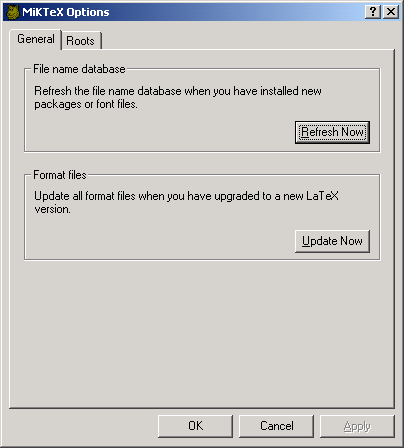 MiKTeX Options
General
Roots
File name database
Refresh the file name database when you have installed new
packages or font files.
Refresh Now
Format files
Update all format files when you have upgraded to a new LaTeX
version.
Update Now
OK
Cancel
Apply